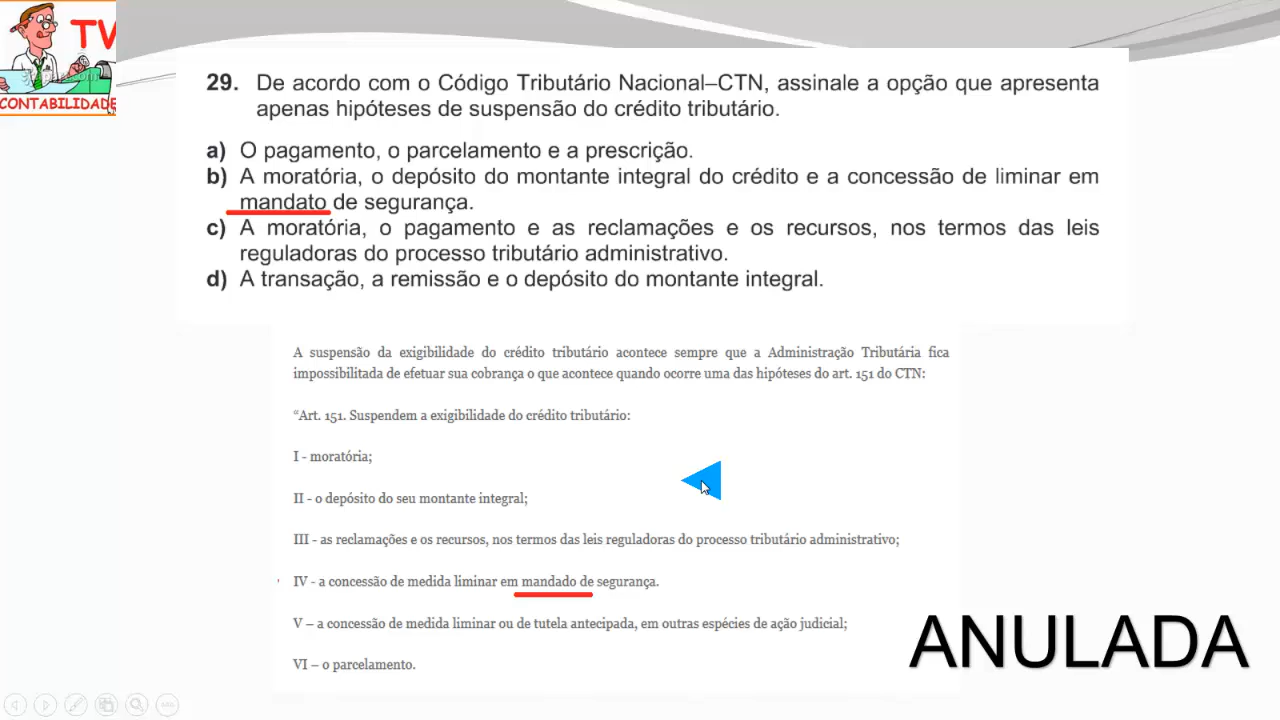 TV
CONTABILIDADE
29. De acordo com o Código Tributário Nacional–CTN, assinale a opção que apresenta
apenas hipóteses de suspensão do crédito tributário.
a) O pagamento, o parcelamento e a prescrição.
b) A moratória, o depósito do montante integral do crédito e a concessão de liminar em
mandato de segurança.
c) A moratória, o pagamento e as reclamações e os recursos, nos termos das leis
reguladoras do processo tributário administrativo.
d) A transação, a remissão e o depósito do montante integral.
A suspensão da exigibilidade do crédito tributário acontece sempre que a Administração Tributária fica
impossibilitada de efetuar sua cobrança o que acontece quando ocorre uma das hipóteses do art. 151 do CTN:
“Art. 151. Suspendem a exigibilidade do crédito tributário:
I - moratória;
II - o depósito do seu montante integral;
III - as reclamações e os recursos, nos termos das leis reguladoras do processo tributário administrativo;
IV - a concessão de medida liminar em mandado de segurança.
V – a concessão de medida liminar ou de tutela antecipada, em outras espécies de ação judicial;
VI – o parcelamento.
ANULADA